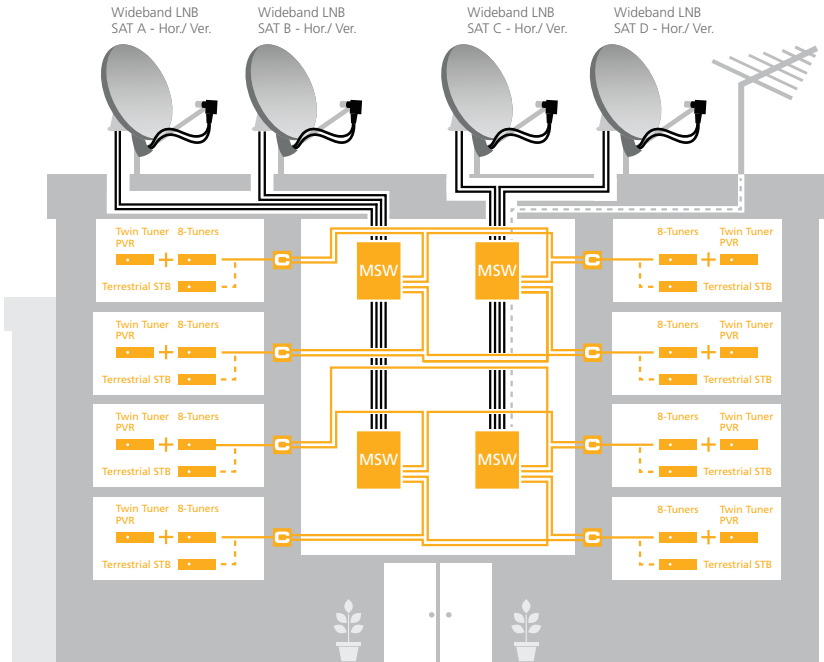 Wideband LNB
SAT A - Hor./ Ver.
Wideband LNB
SAT B - Hor./ Ver.
Wideband LNB
SAT C - Hor./ Ver.
Wideband LNB
SAT D - Hor./ Ver.
Twin Tuner
PVR
8-Tuners
Terrestrial STB
C
MSW
MSW
C
8-Tuners
Twin Tuner
PVR
Terrestrial STB
Twin Tuner
PVR
8-Tuners
Terrestrial STB
C
C
8-Tuners
Twin Tuner
PVR
Terrestrial STB
Twin Tuner
PVR
8-Tuners
Terrestrial STB
C
MSW
MSW
C
8-Tuners
Twin Tuner
PVR
Terrestrial STB
Twin Tuner
PVR
8-Tuners
Terrestrial STB
C
C
8-Tuners
Twin Tuner
PVR
Terrestrial STB